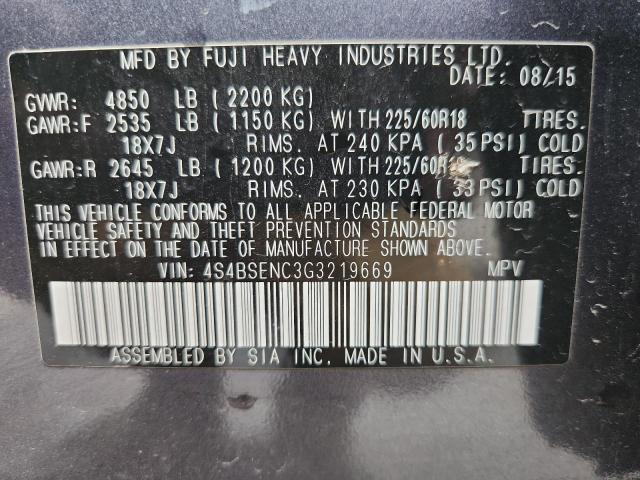 MFD BY FUJI HEAVY INDUSTRIES LTD.
DATE: 08/15
GVWR: 4850 LB (2200 KG)
GAWR:F 2535 LB (1150 KG) WITH 225/60R18 TIRES.
18X7J RIMS. AT 240 KPA (35 PSI) COLD
GAWR:R 2645 LB (1200 KG) WITH 225/60R18 TIRES.
18X7J RIMS. AT 230 KPA (33 PSI) COLD
THIS VEHICLE CONFORMS TO ALL APPLICABLE FEDERAL MOTOR
VEHICLE SAFETY AND THEFT PREVENTION STANDARDS
IN EFFECT ON THE DATE OF MANUFACTURE SHOWN ABOVE.
VIN: 4S4BSENC3G3219669 MPV
ASSEMBLED BY SIA INC. MADE IN U.S.A.